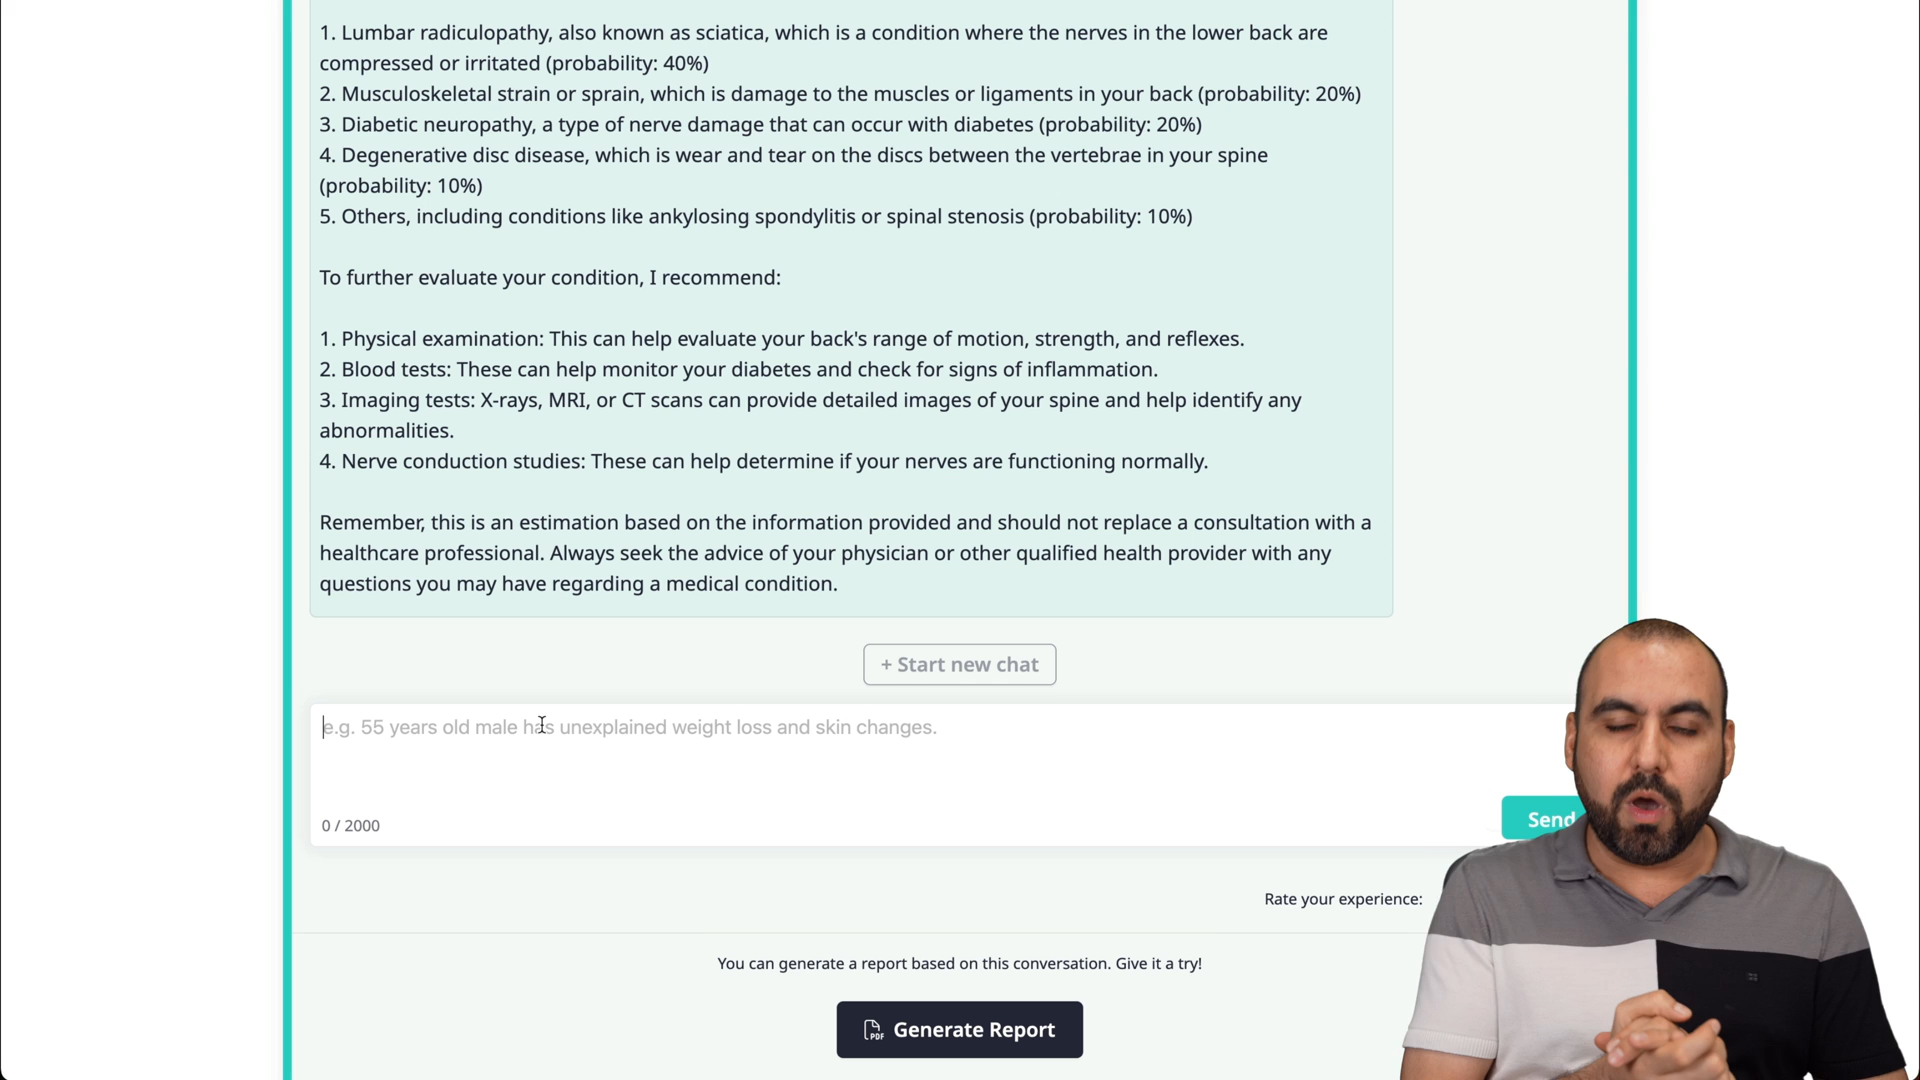 1. Lumbar radiculopathy, also known as sciatica, which is a condition where the nerves in the lower back are
compressed or irritated (probability: 40%)
2. Musculoskeletal strain or sprain, which is damage to the muscles or ligaments in your back (probability: 20%)
3. Diabetic neuropathy, a type of nerve damage that can occur with diabetes (probability: 20%)
4. Degenerative disc disease, which is wear and tear on the discs between the vertebrae in your spine
(probability: 10%)
5. Others, including conditions like ankylosing spondylitis or spinal stenosis (probability: 10%)
To further evaluate your condition, I recommend:
1. Physical examination: This can help evaluate your back's range of motion, strength, and reflexes.
2. Blood tests: These can help monitor your diabetes and check for signs of inflammation.
3. Imaging tests: X-rays, MRI, or CT scans can provide detailed images of your spine and help identify any
abnormalities.
4. Nerve conduction studies: These can help determine if your nerves are functioning normally.
Remember, this is an estimation based on the information provided and should not replace a consultation with a
healthcare professional. Always seek the advice of your physician or other qualified health provider with any
questions you may have regarding a medical condition.
+ Start new chat
e.g. 55 years old male has unexplained weight loss and skin changes.
0 / 2000
Send
Rate your experience:
You can generate a report based on this conversation. Give it a try!
PDF Generate Report